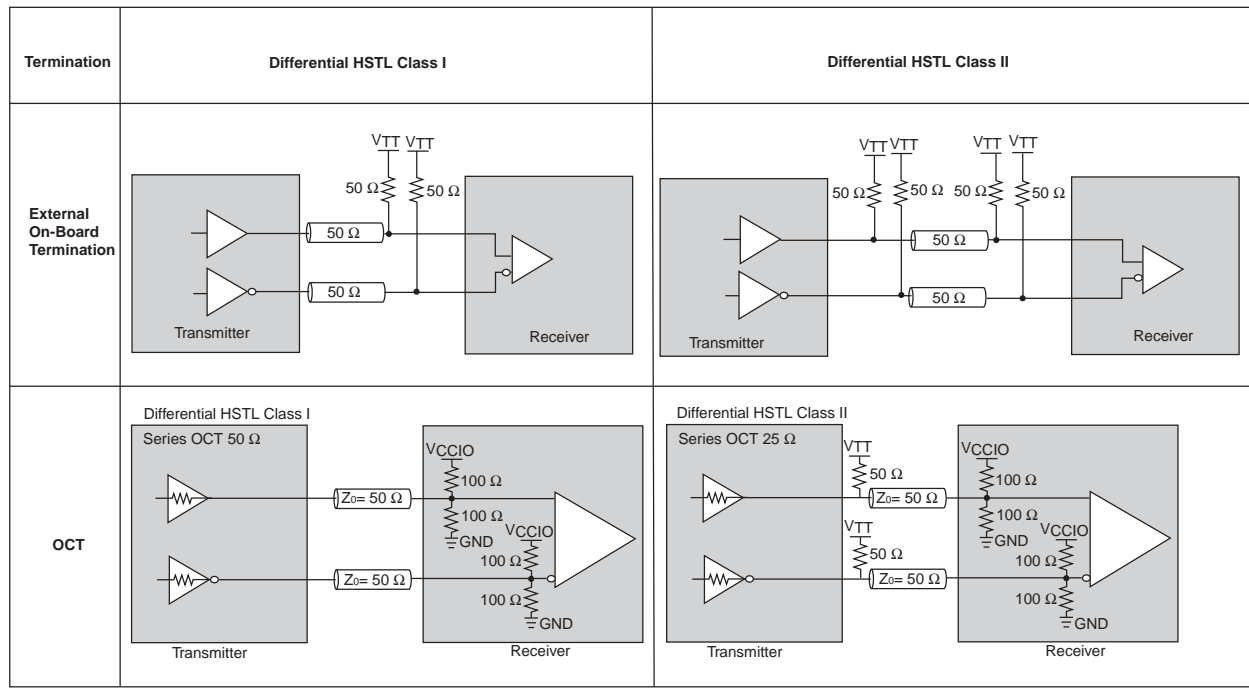 Termination
Differential HSTL Class I
Differential HSTL Class II
External
On-Board
Termination
VTT VTT
50 Ω 50 Ω
50 Ω
50 Ω
Transmitter
Receiver
VTT VTT VTT VTT
50 Ω 50 Ω 50 Ω 50 Ω
50 Ω
50 Ω
Transmitter
Receiver
OCT
Differential HSTL Class I
Series OCT 50 Ω
VCCIO
100 Ω
Z0= 50 Ω
100 Ω
VCCIO
GND
100 Ω
Z0= 50 Ω
100 Ω
GND
Transmitter
Receiver
Differential HSTL Class II
Series OCT 25 Ω
VTT
VCCIO
50 Ω
100 Ω
Z0= 50 Ω
100 Ω
VTT
VCCIO
GND
50 Ω
100 Ω
Z0= 50 Ω
100 Ω
GND
Transmitter
Receiver